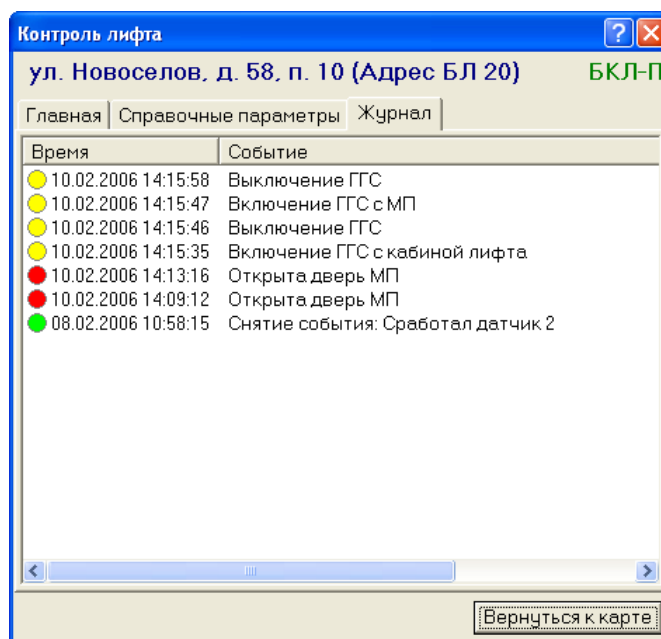 Контроль лифта
ул. Новоселов, д. 58, п. 10 (Адрес БЛ 20) БКЛ-П
Главная Справочные параметры Журнал
Время Событие
10.02.2006 14:15:58 Выключение ГГС
10.02.2006 14:15:47 Включение ГГС с МП
10.02.2006 14:15:46 Выключение ГГС
10.02.2006 14:15:35 Включение ГГС с кабиной лифта
10.02.2006 14:13:16 Открыта дверь МП
10.02.2006 14:09:12 Открыта дверь МП
08.02.2006 10:58:15 Снятие события: Сработал датчик 2
Вернуться к карте